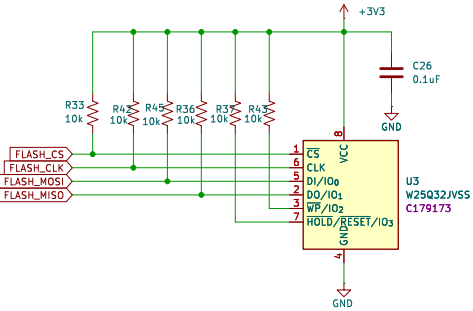 +3V3
C26
0.1uF
GND
R33
10k
R42
10k
R45
10k
R36
10k
R37
10k
R43
10k
FLASH_CS
FLASH_CLK
FLASH_MOSI
FLASH_MISO
8
VCC
1 CS
6 CLK
5 DI/IO0
2 DO/IO1
3 WP/IO2
7 HOLD/RESET/IO3
GND
4
U3
W25Q32JVSS
C179173
GND